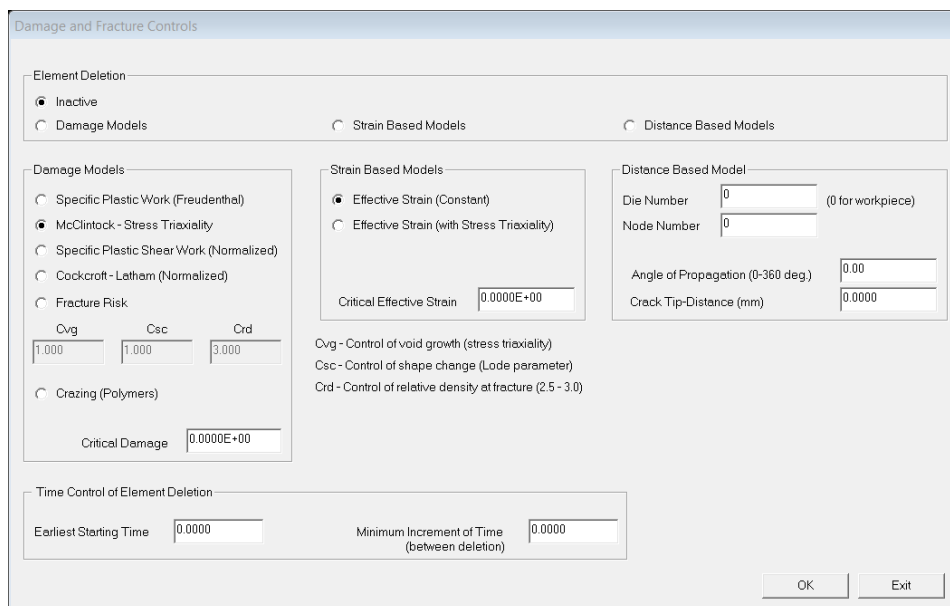 Damage and Fracture Controls
Element Deletion
Inactive
Damage Models
Strain Based Models
Distance Based Models
Damage Models
Specific Plastic Work (Freudenthal)
McClintock - Stress Triaxiality
Specific Plastic Shear Work (Normalized)
Cockcroft - Latham (Normalized)
Fracture Risk
Cvg Csc Crd
1.000 1.000 3.000
Crazing (Polymers)
Critical Damage 0.0000E+00
Strain Based Models
Effective Strain (Constant)
Effective Strain (with Stress Triaxiality)
Critical Effective Strain 0.0000E+00
Distance Based Model
Die Number 0 (0 for workpiece)
Node Number 0
Angle of Propagation (0-360 deg.) 0.00
Crack Tip-Distance (mm) 0.0000
Cvg - Control of void growth (stress triaxiality)
Csc - Control of shape change (Lode parameter)
Crd - Control of relative density at fracture (2.5 - 3.0)
Time Control of Element Deletion
Earliest Starting Time 0.0000
Minimum Increment of Time 0.0000
(between deletion)
OK Exit